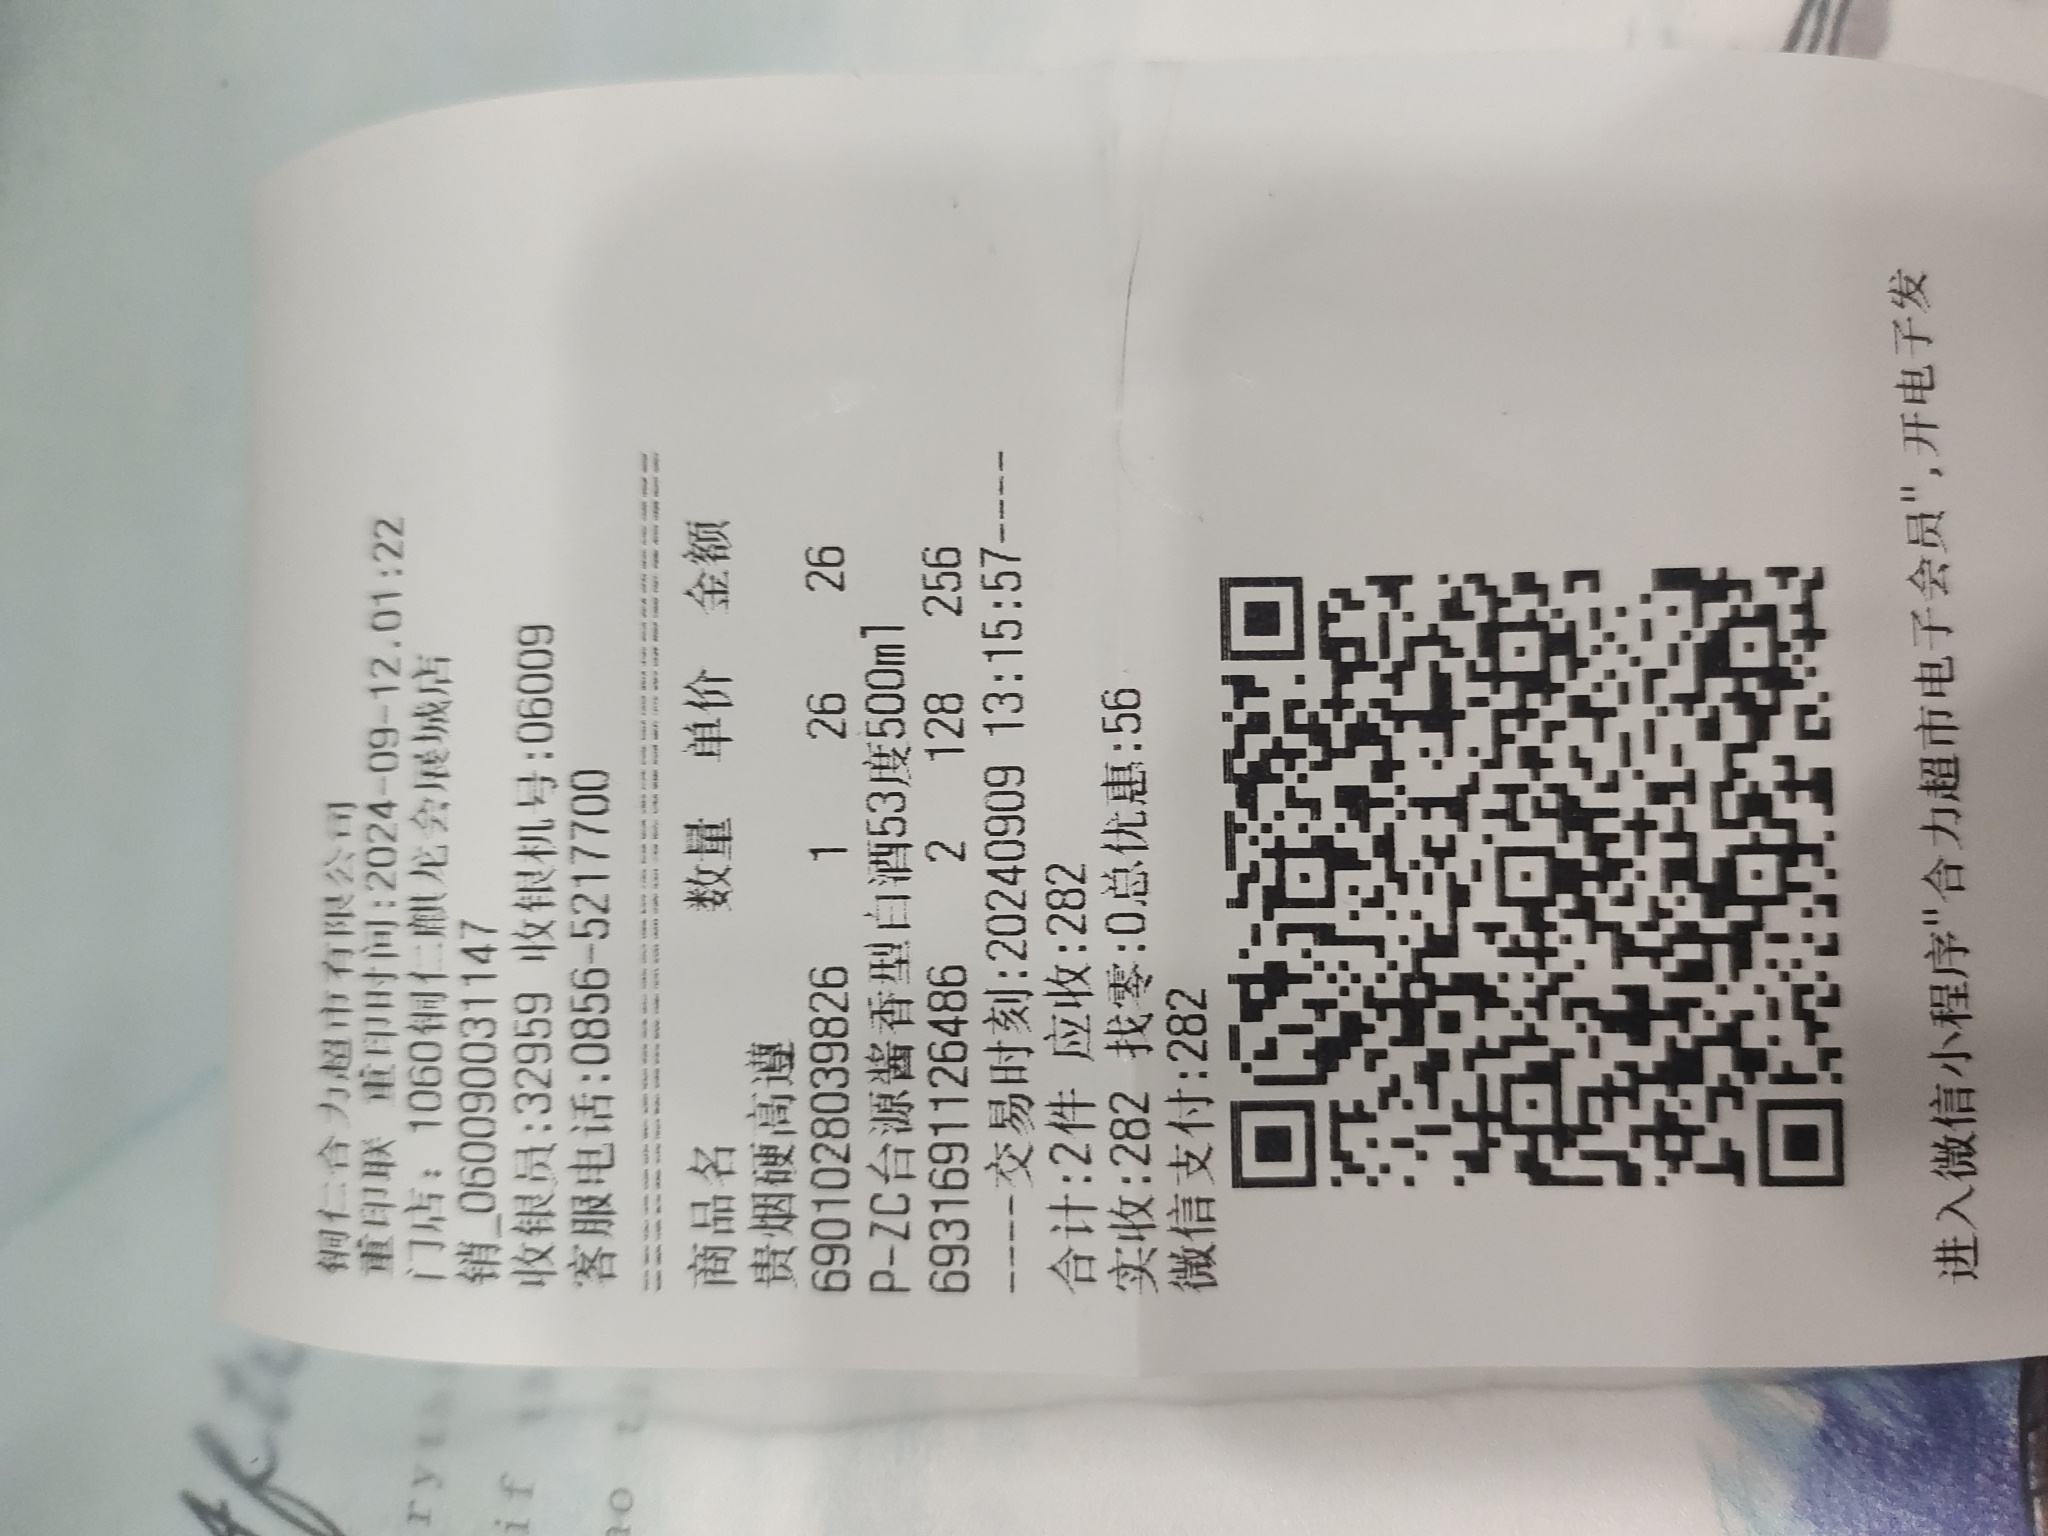 铜仁合力超市有限公司
重印联 重印时间:2024-09-12.01:22
门店: 1060铜仁麒龙会展城店
销_060090031147
收银员:32959 收银机号:06009
客服电话:0856-5217700
==============================
商品名 数量 单价 金额
贵烟硬高遵
6901028039826 1 26 26
P-ZC台源酱香型白酒53度500ml
6931691126486 2 128 256
----交易时刻:20240909 13:15:57----
合计:2件 应收:282
实收:282 找零:0总优惠:56
微信支付:282
进入微信小程序"合力超市电子会员",开电子发
ryth
if